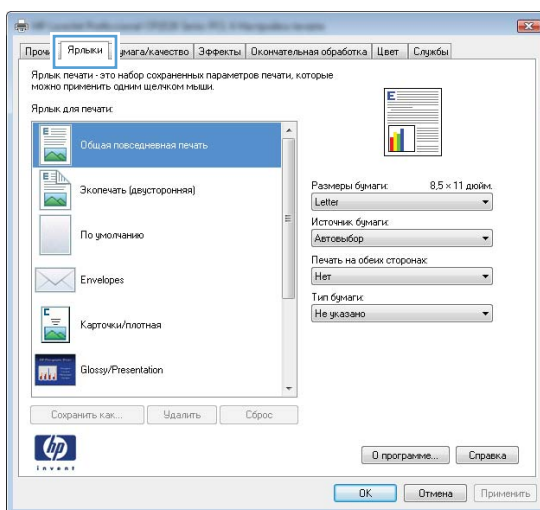 Ярлыки
бумага/качество
Эффекты
Окончательная обработка
Цвет
Службы
Ярлык печати - это набор сохраненных параметров печати, которые
можно применить одним щелчком мыши.
Ярлык для печати:
Общая повседневная печать
Экопечать (двусторонняя)
По умолчанию
Envelopes
Карточки/плотная
Glossy/Presentation
Размеры бумаги: 8,5 × 11 дюйм.
Letter
Источник бумаги:
Автовыбор
Печать на обеих сторонах:
Нет
Тип бумаги:
Не указано
Сохранить как...
Удалить
Сброс
hp
invent
О программе...
Справка
OK
Отмена
Применить